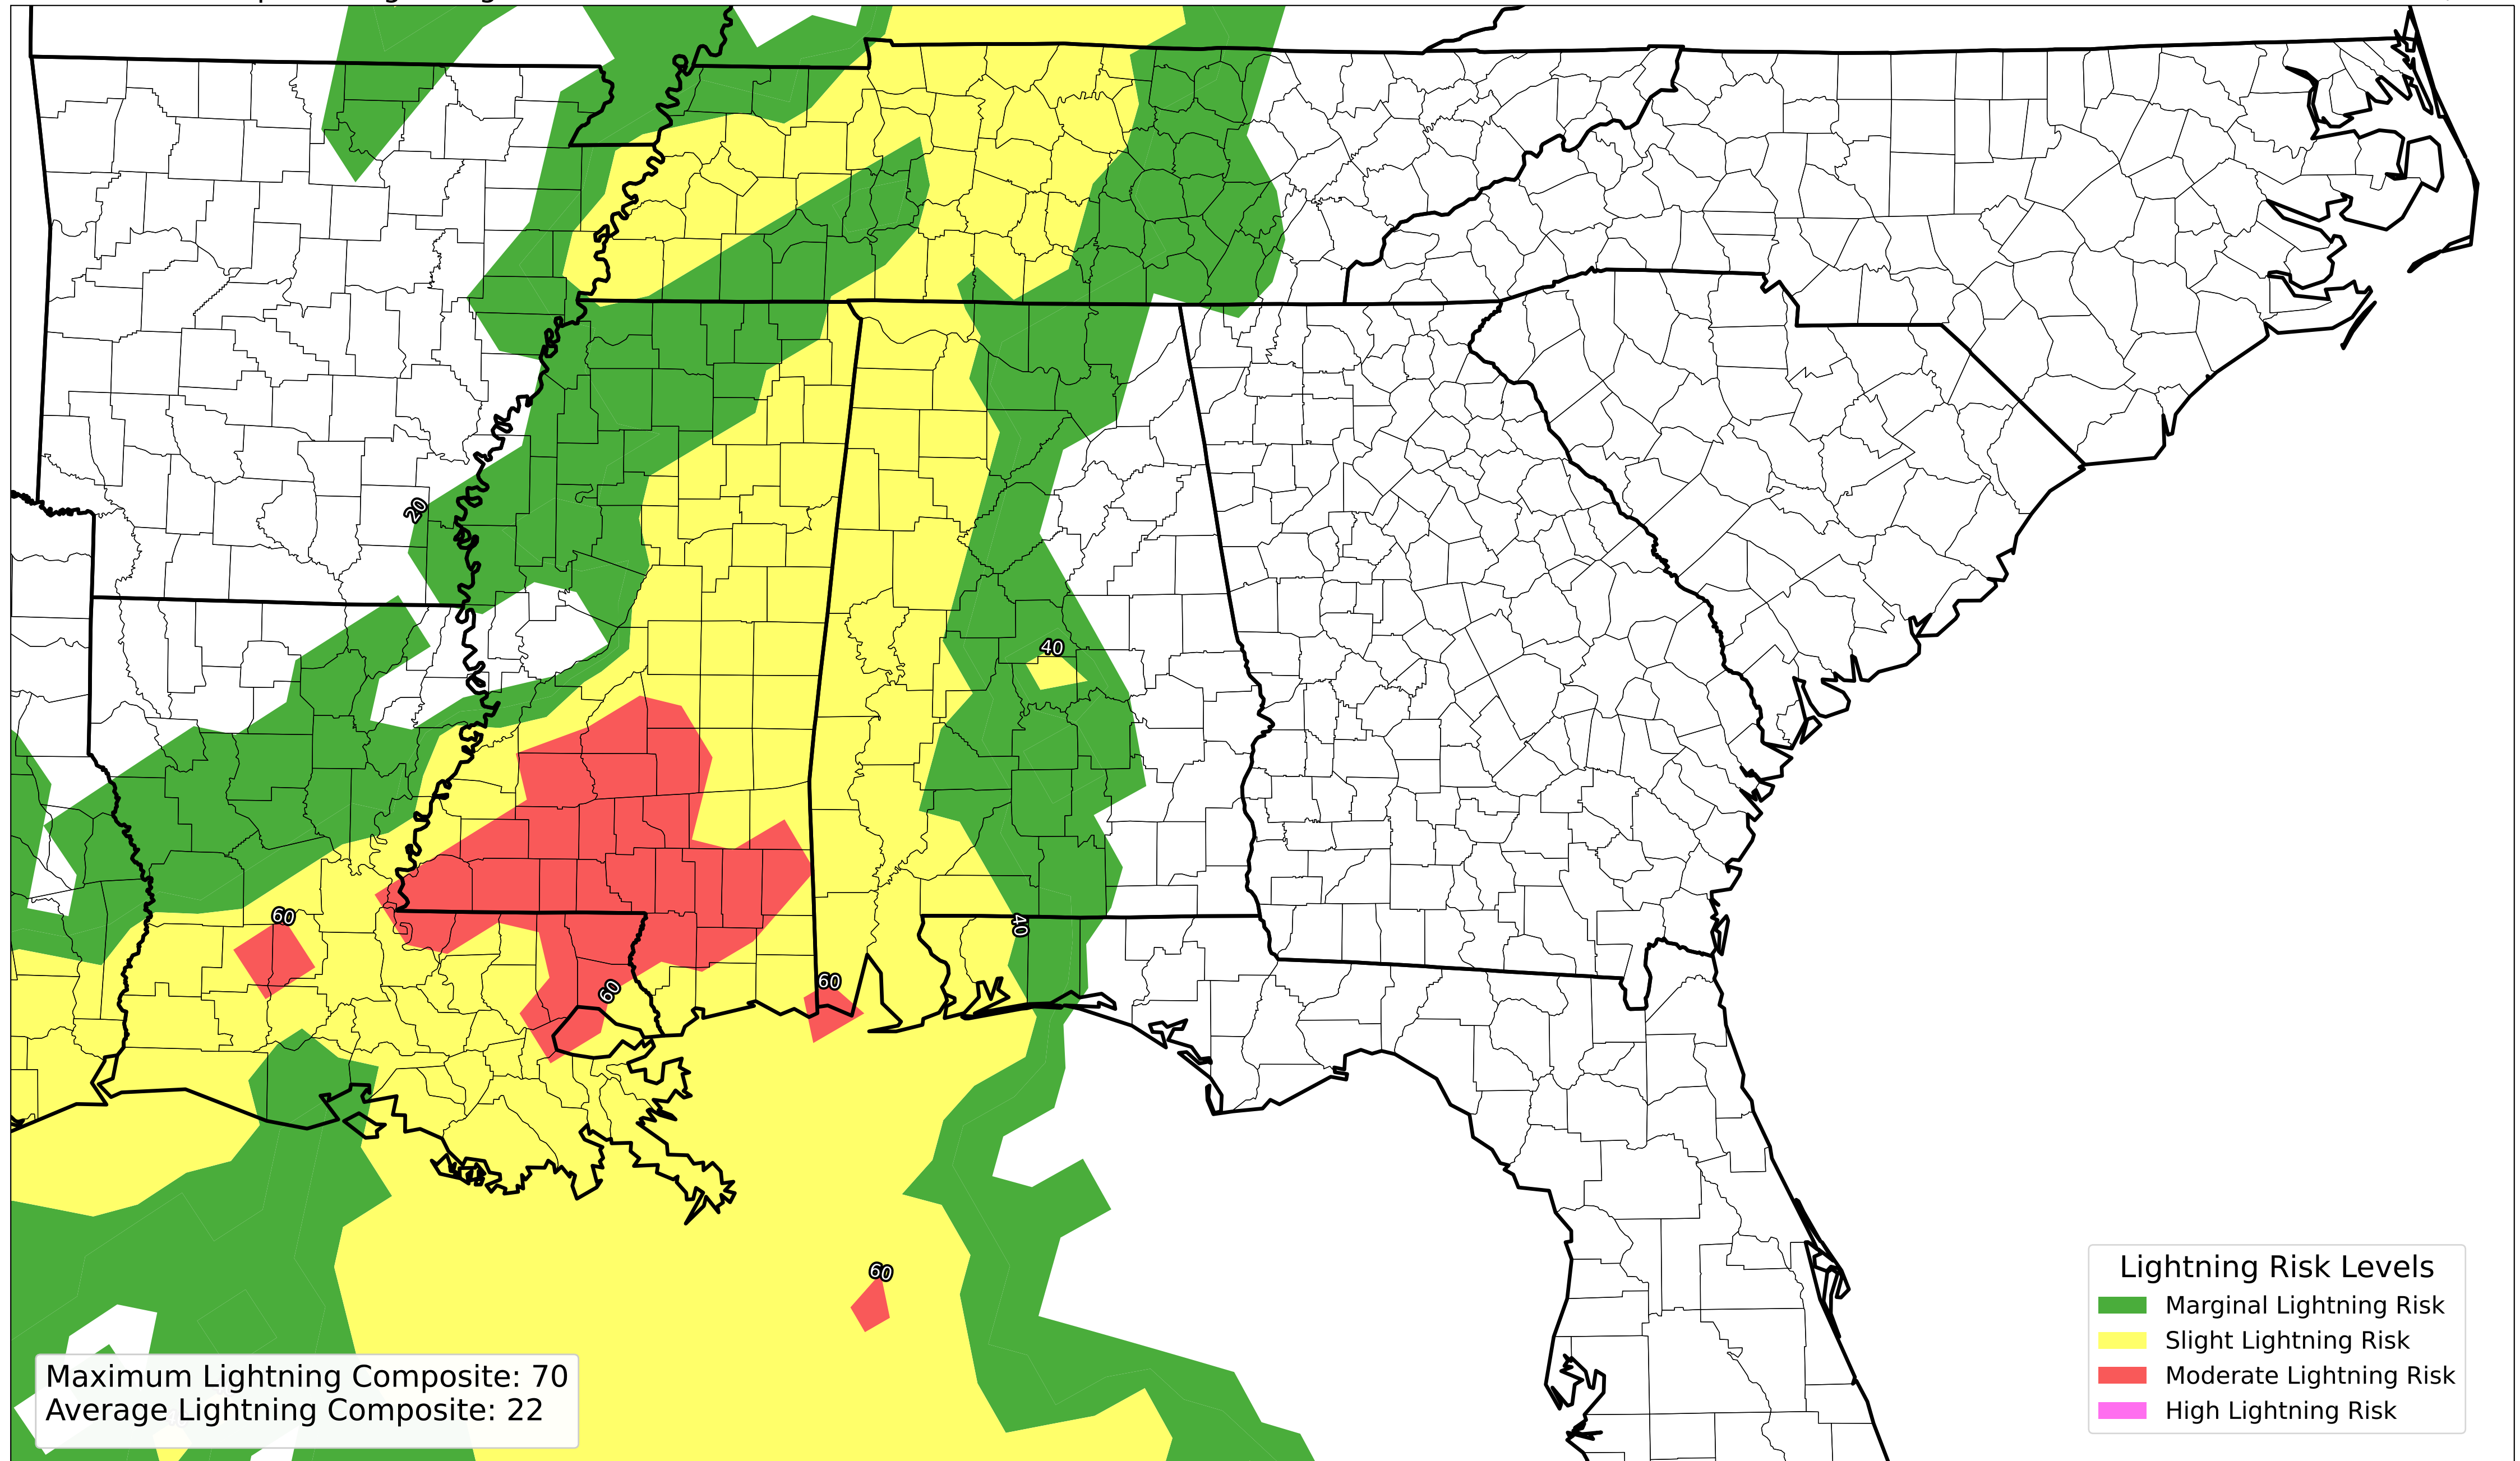 20
40
60
40
60
60
60
Lightning Risk Levels
Marginal Lightning Risk
Slight Lightning Risk
Moderate Lightning Risk
High Lightning Risk
Maximum Lightning Composite: 70
Average Lightning Composite: 22